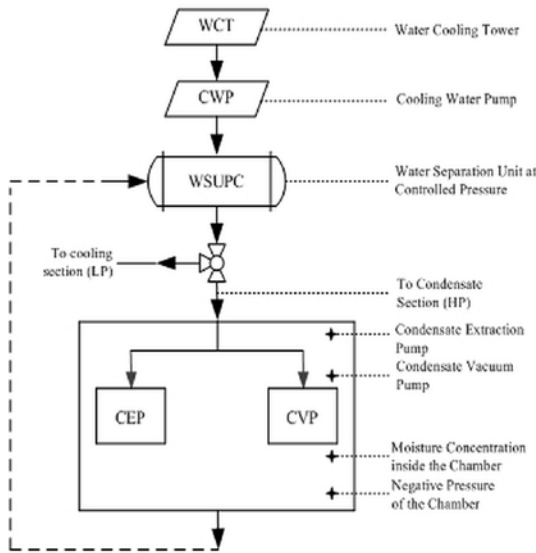 WCT
Water Cooling Tower
CWP
Cooling Water Pump
WSUPC
Water Separation Unit at
Controlled Pressure
To cooling
section (LP)
To Condensate
Section (HP)
Condensate Extraction
Pump
Condensate Vacuum
Pump
CEP
CVP
Moisture Concentration
inside the Chamber
Negative Pressure
of the Chamber